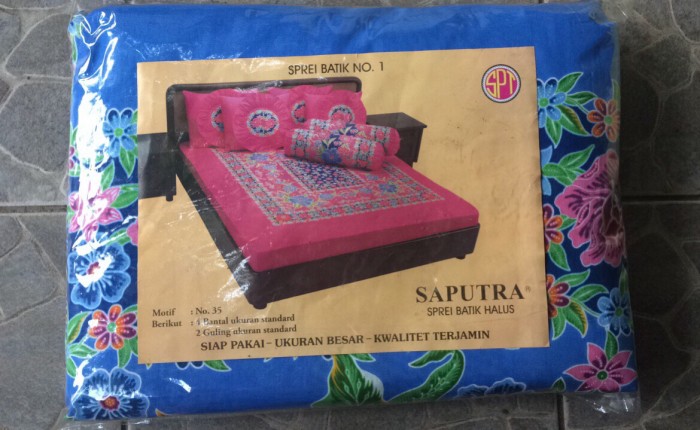 SPREI BATIK NO. 1
SPT
SAPUTRA
SPREI BATIK HALUS
Motif : No. 35
Berikut : 4 Bantal ukuran standard
2 Guling ukuran standard
SIAP PAKAI - UKURAN BESAR - KWALITET TERJAMIN